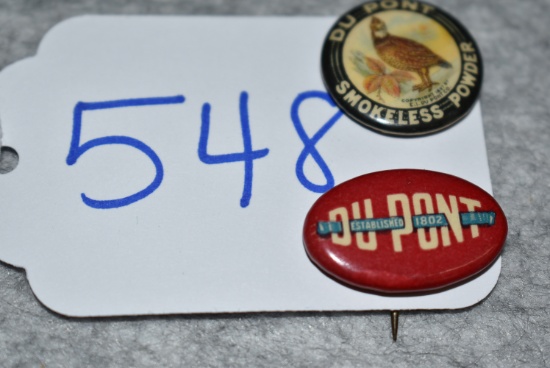 DU PONT
SMOKELESS POWDER
548
DU PONT
ESTABLISHED 1802